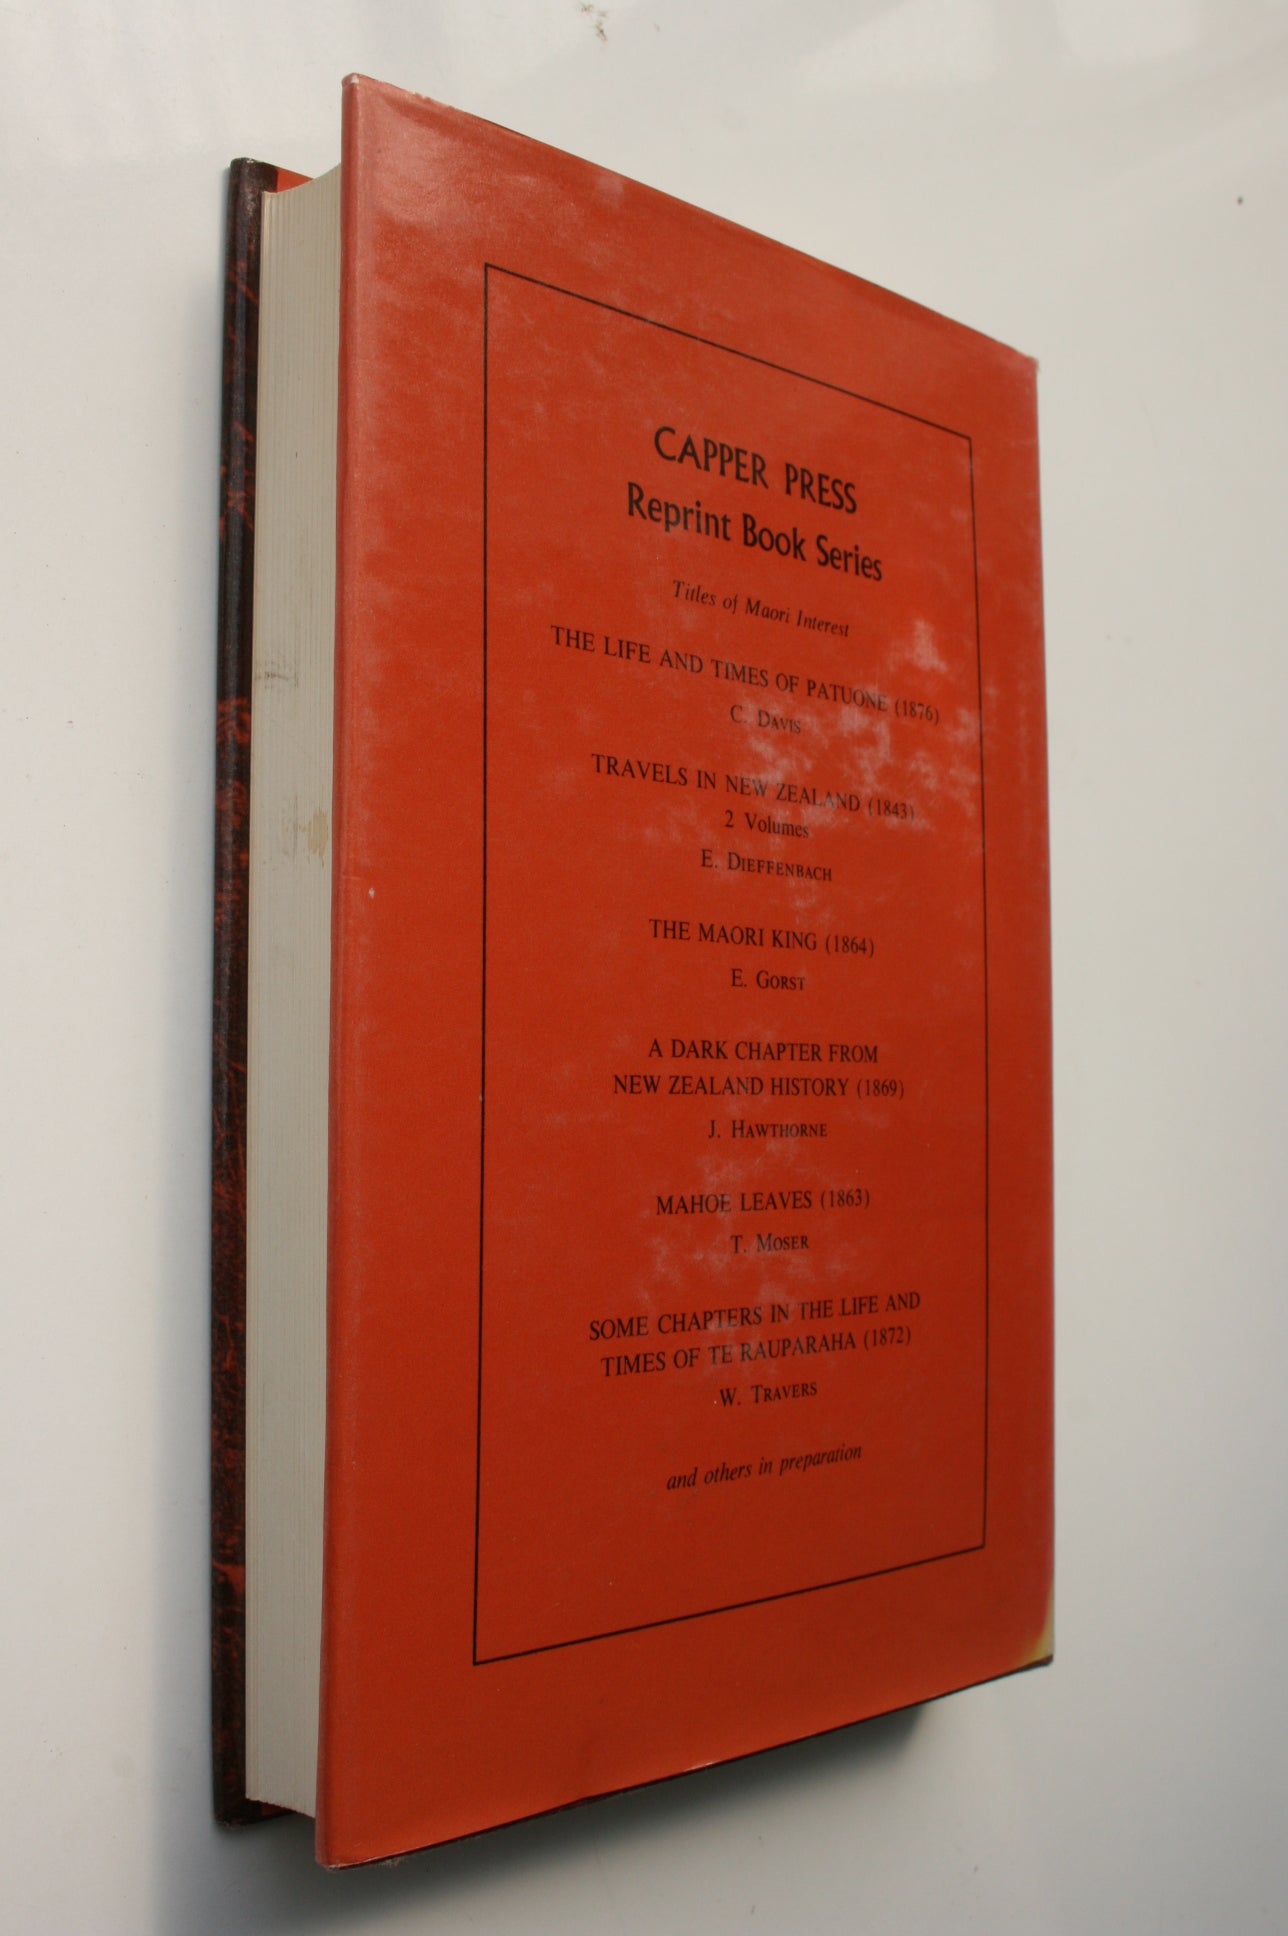 CAPPER PRESS
Reprint Book Series
Titles of Maori Interest
THE LIFE AND TIMES OF PATUONE (1876)
C. DAVIS
TRAVELS IN NEW ZEALAND (1843)
2 Volumes
E. DIEFFENBACH
THE MAORI KING (1864)
E. GORST
A DARK CHAPTER FROM
NEW ZEALAND HISTORY (1869)
J. HAWTHORNE
MAHOE LEAVES (1863)
T. MOSER
SOME CHAPTERS IN THE LIFE AND
TIMES OF TE RAUPARAHA (1872)
W. TRAVERS
and others in preparation